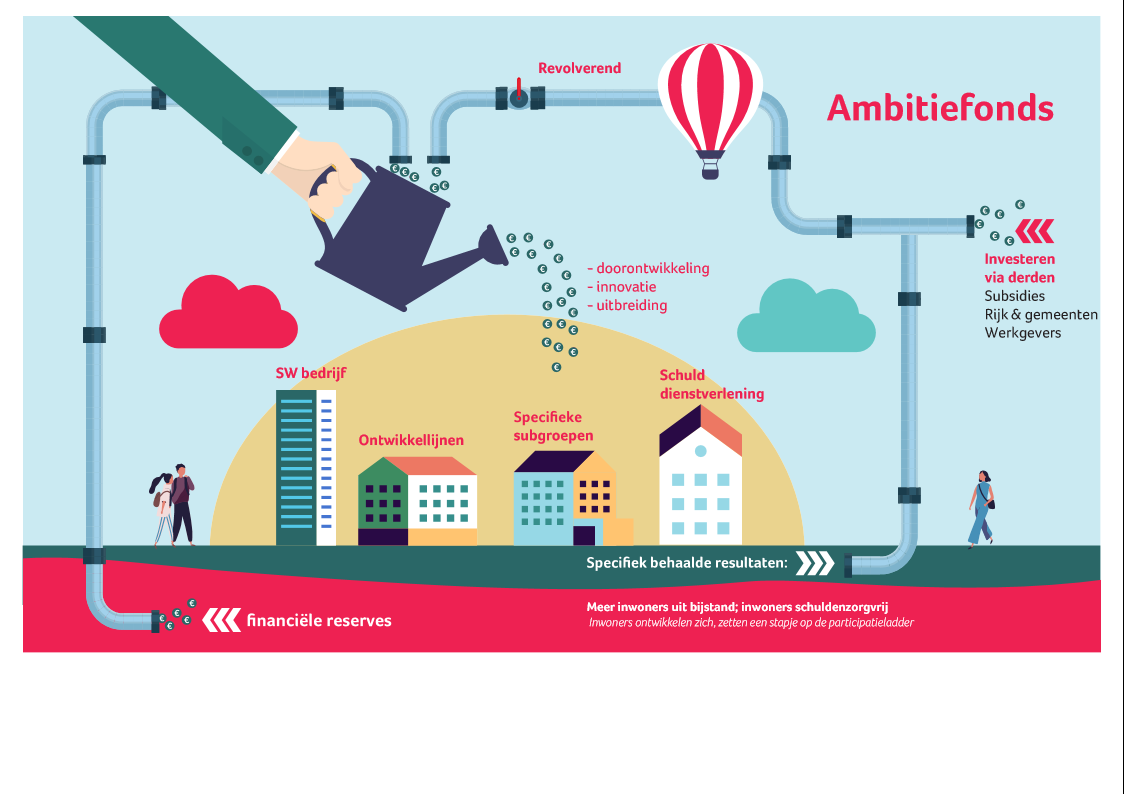 Revolverend
Ambitiefonds
Investeren
via derden
Subsidies
Rijk & gemeenten
Werkgevers
- doorontwikkeling
- innovatie
- uitbreiding
SW bedrijf
Ontwikkellijnen
Specifieke
subgroepen
Schuld
dienstverlening
Specifiek behaalde resultaten:
Meer inwoners uit bijstand; inwoners schuldenzorgvrij
Inwoners ontwikkelen zich, zetten een stapje op de participatieladder
financiële reserves